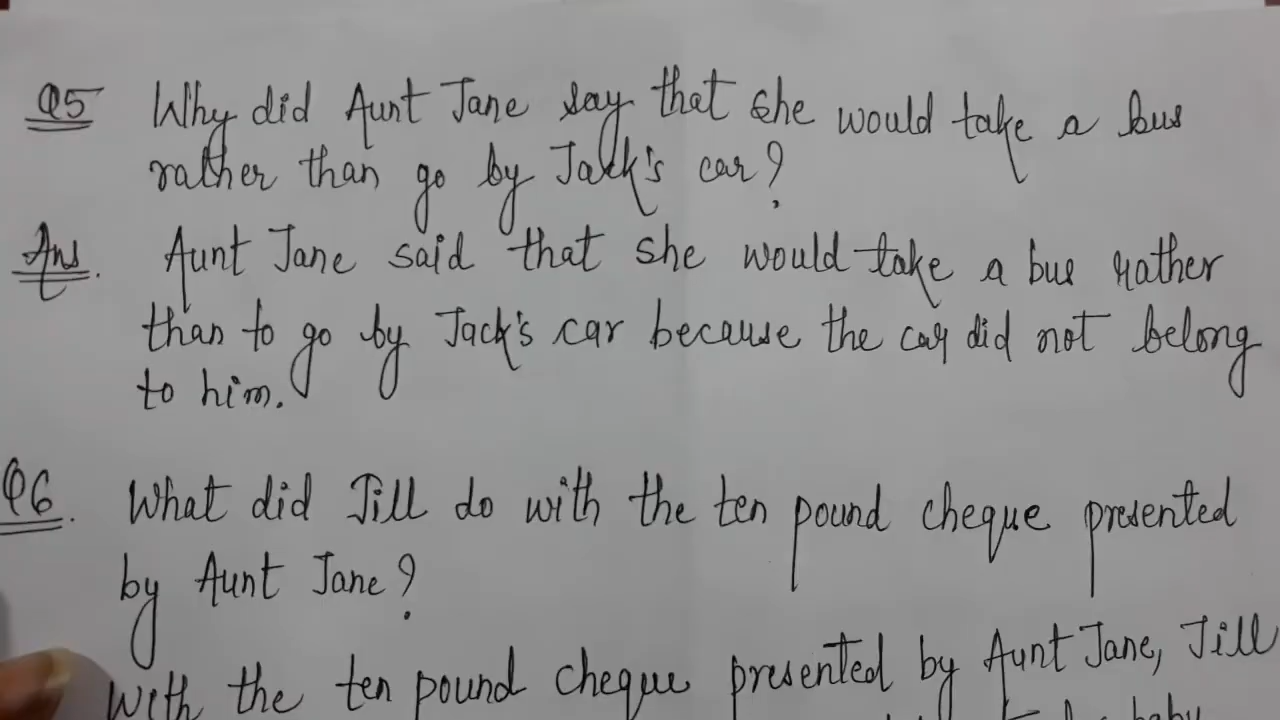 Q5 Why did Aunt Jane say that she would take a bus
rather than go by Jack's car?
Ans. Aunt Jane said that she would take a bus rather
than to go by Jack's car because the car did not belong
to him.
Q6. What did Jill do with the ten pound cheque presented
by Aunt Jane?
With the ten pound cheque presented by Aunt Jane, Jill
baby